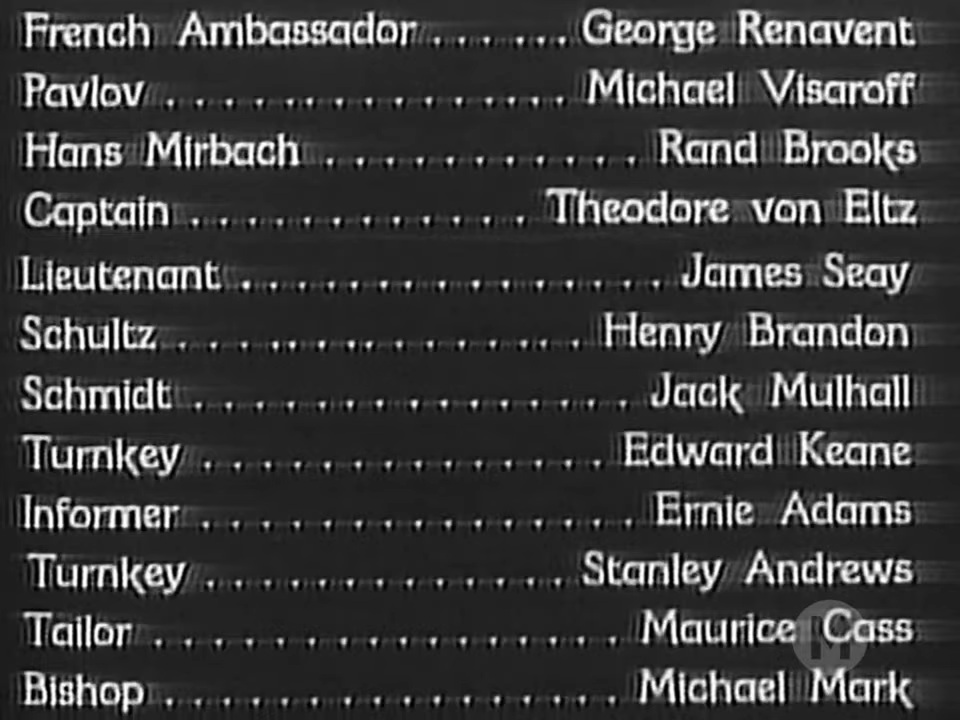 French Ambassador . . . . . . George Renavent
Pavlov . . . . . . . . . . . . . . Michael Visaroff
Hans Mirbach . . . . . . . . . . . Rand Brooks
Captain . . . . . . . . . . . . Theodore von Eltz
Lieutenant . . . . . . . . . . . . . . . James Seay
Schultz . . . . . . . . . . . . . . Henry Brandon
Schmidt . . . . . . . . . . . . . . . Jack Mulhall
Turnkey . . . . . . . . . . . . . . Edward Keane
Informer . . . . . . . . . . . . . . . Ernie Adams
Turnkey . . . . . . . . . . . . . Stanley Andrews
Tailor . . . . . . . . . . . . . . . . Maurice Cass
Bishop . . . . . . . . . . . . . . . . Michael Mark
M